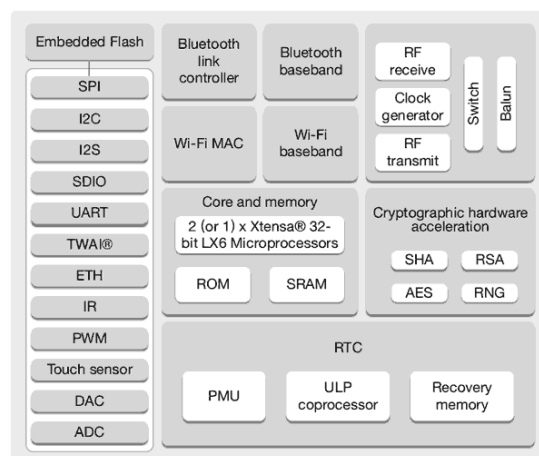 Embedded Flash
SPI
I2C
I2S
SDIO
UART
TWAI®
ETH
IR
PWM
Touch sensor
DAC
ADC
Bluetooth
link
controller
Bluetooth
baseband
Wi-Fi MAC
Wi-Fi
baseband
RF
receive
Clock
generator
RF
transmit
Switch
Balun
Core and memory
2 (or 1) x Xtensa® 32-
bit LX6 Microprocessors
ROM
SRAM
Cryptographic hardware
acceleration
SHA
RSA
AES
RNG
RTC
PMU
ULP
coprocessor
Recovery
memory